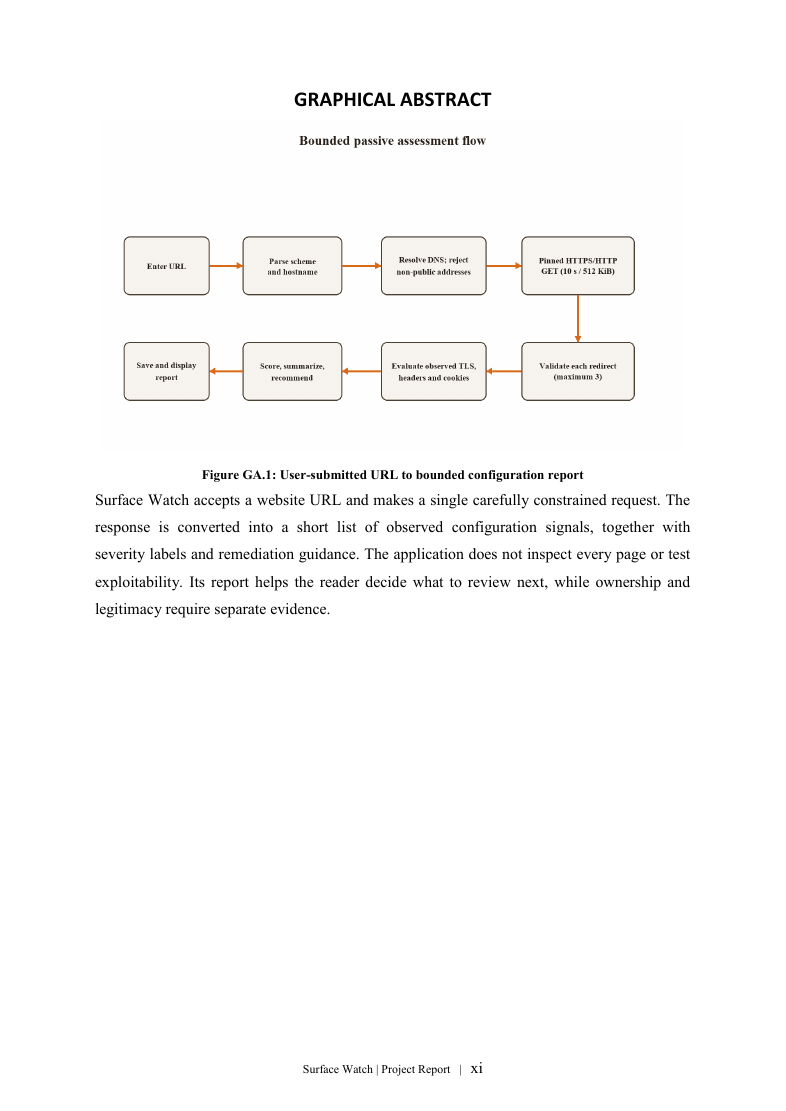 GRAPHICAL ABSTRACT
Bounded passive assessment flow
Enter URL
Parse scheme
and hostname
Resolve DNS; reject
non-public addresses
Pinned HTTPS/HTTP
GET (10 s / 512 KiB)
Validate each redirect
(maximum 3)
Evaluate observed TLS,
headers and cookies
Score, summarize,
recommend
Save and display
report
Figure GA.1: User-submitted URL to bounded configuration report
Surface Watch accepts a website URL and makes a single carefully constrained request. The
response is converted into a short list of observed configuration signals, together with
severity labels and remediation guidance. The application does not inspect every page or test
exploitability. Its report helps the reader decide what to review next, while ownership and
legitimacy require separate evidence.
Surface Watch | Project Report | xi